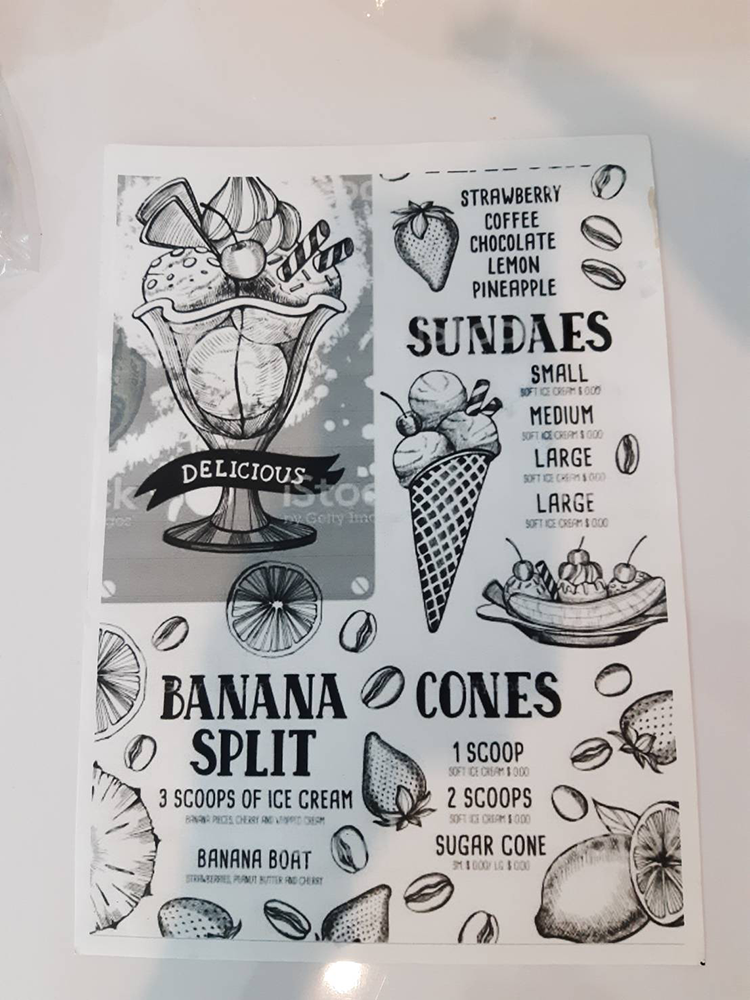 STRAWBERRY
COFFEE
CHOCOLATE
LEMON
PINEAPPLE
SUNDAES
SMALL
SOFT ICE CREAM $ 0.00
MEDIUM
SOFT ICE CREAM $ 0.00
LARGE
SOFT ICE CREAM $ 0.00
LARGE
SOFT ICE CREAM $ 0.00
DELICIOUS
iStock
by Getty Images
BANANA
SPLIT
3 SCOOPS OF ICE CREAM
BANANA PIECES, CHERRY AND WHIPPED CREAM
BANANA BOAT
STRAWBERRIES, PEANUT BUTTER AND CHERRY
CONES
1 SCOOP
SOFT ICE CREAM $ 0.00
2 SCOOPS
SOFT ICE CREAM $ 0.00
SUGAR CONE
SM. $ 0.00/ LG. $ 0.00